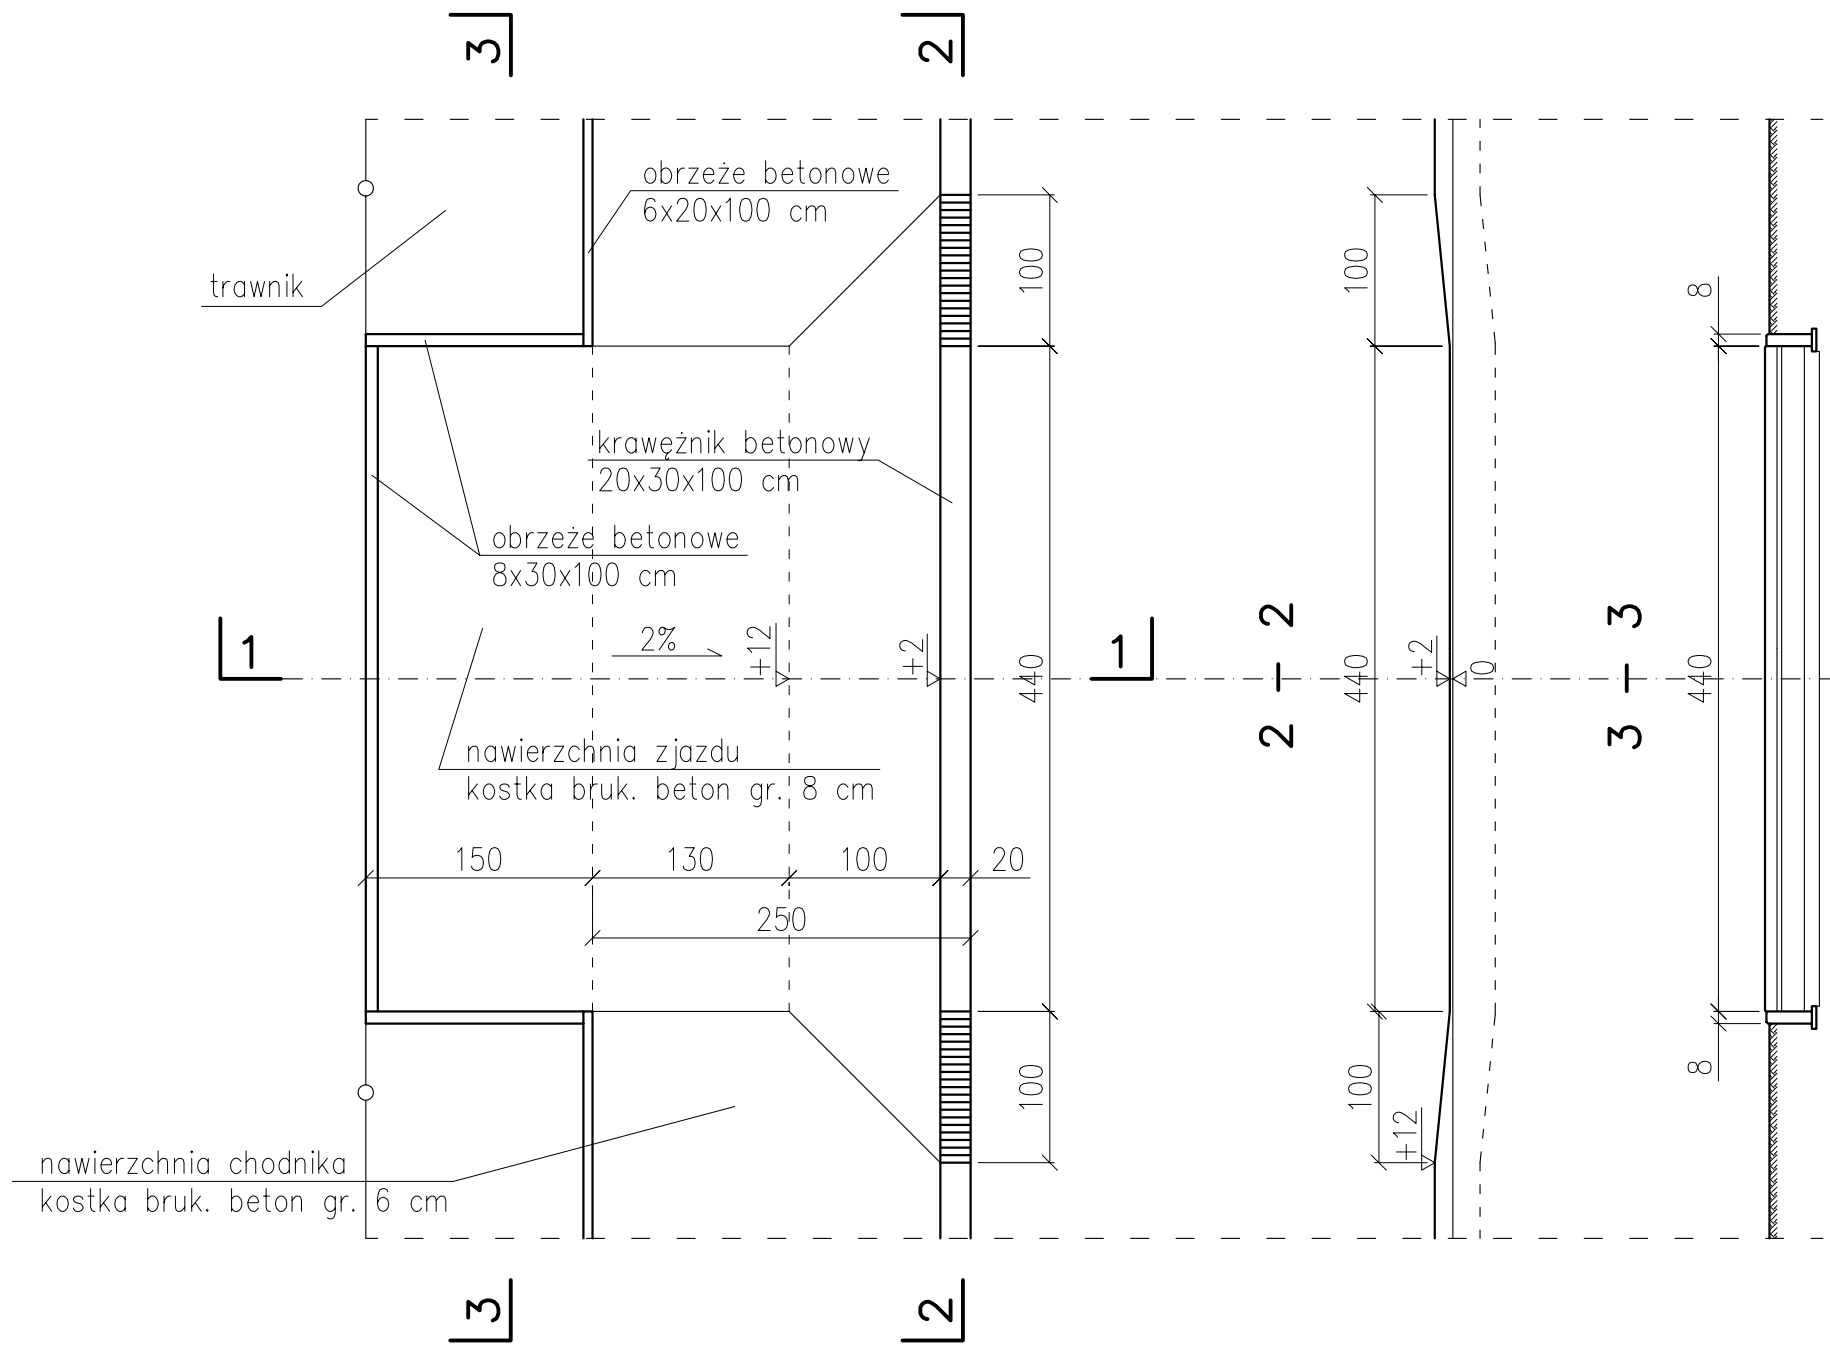 3
2
obrzeże betonowe
6x20x100 cm
trawnik
100
100
8
krawężnik betonowy
20x30x100 cm
obrzeże betonowe
8x30x100 cm
1
2%
+12
+2
440
1
2 - 2
440
+2
0
3 - 3
440
nawierzchnia zjazdu
kostka bruk. beton gr. 8 cm
150
130
100
20
250
100
100
+12
8
nawierzchnia chodnika
kostka bruk. beton gr. 6 cm
3
2